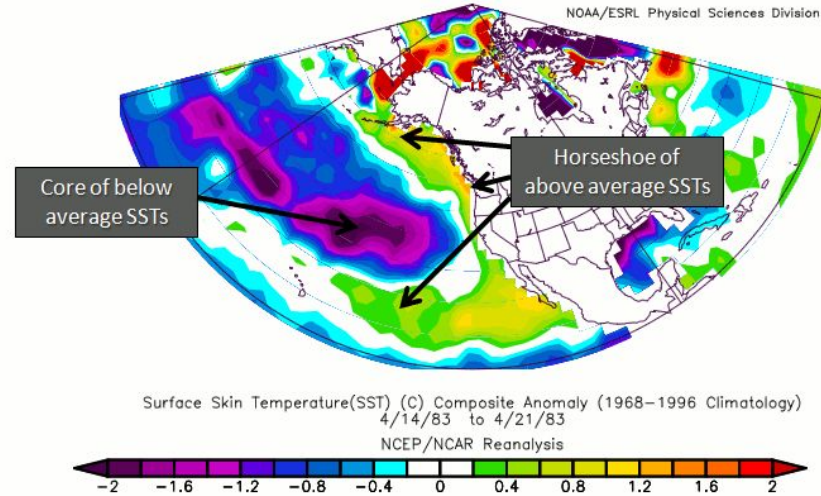 NOAA/ESRL Physical Sciences Division
Core of below
average SSTs
Horseshoe of
above average SSTs
Surface Skin Temperature(SST) (C) Composite Anomaly (1968-1996 Climatology)
4/14/83 to 4/21/83
NCEP/NCAR Reanalysis
-2 -1.6 -1.2 -0.8 -0.4 0 0.4 0.8 1.2 1.6 2